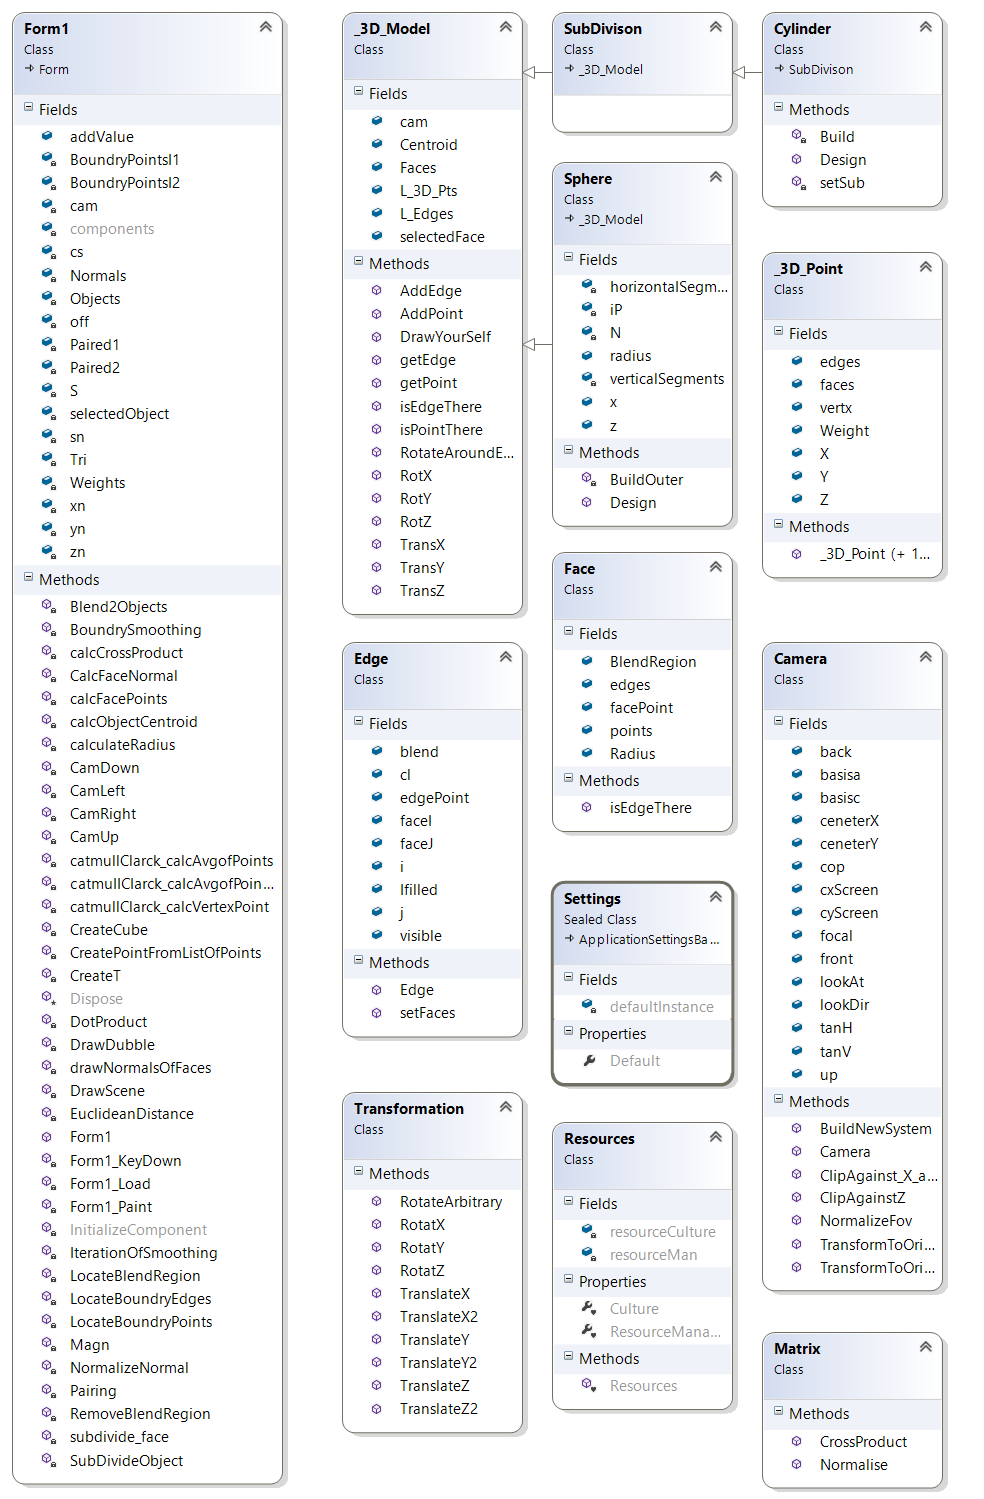 Form1
Class
Form
Fields
addValue
BoundryPointsI1
BoundryPointsI2
cam
components
cs
Normals
Objects
off
Paired1
Paired2
S
selectedObject
sn
Tri
Weights
xn
yn
zn
Methods
Blend2Objects
BoundrySmoothing
calcCrossProduct
CalcFaceNormal
calcFacePoints
calcObjectCentroid
calculateRadius
CamDown
CamLeft
CamRight
CamUp
catmullClarck_calcAvgofPoints
catmullClarck_calcAvgofPoin...
catmullClarck_calcVertexPoint
CreateCube
CreatePointFromListOfPoints
CreateT
Dispose
DotProduct
DrawDubble
drawNormalsOfFaces
DrawScene
EuclideanDistance
Form1
Form1_KeyDown
Form1_Load
Form1_Paint
InitializeComponent
IterationOfSmoothing
LocateBlendRegion
LocateBoundryEdges
LocateBoundryPoints
Magn
NormalizeNormal
Pairing
RemoveBlendRegion
subdivide_face
SubDivideObject
_3D_Model
Class
Fields
cam
Centroid
Faces
L_3D_Pts
L_Edges
selectedFace
Methods
AddEdge
AddPoint
DrawYourSelf
getEdge
getPoint
isEdgeThere
isPointThere
RotateAroundE...
RotX
RotY
RotZ
TransX
TransY
TransZ
Edge
Class
Fields
blend
cl
edgePoint
faceI
faceJ
i
Ifilled
j
visible
Methods
Edge
setFaces
Transformation
Class
Methods
RotateArbitrary
RotatX
RotatY
RotatZ
TranslateX
TranslateX2
TranslateY
TranslateY2
TranslateZ
TranslateZ2
SubDivison
Class
_3D_Model
Sphere
Class
_3D_Model
Fields
horizontalSegm...
iP
N
radius
verticalSegments
x
z
Methods
BuildOuter
Design
Face
Class
Fields
BlendRegion
edges
facePoint
points
Radius
Methods
isEdgeThere
Settings
Sealed Class
ApplicationSettingsBa...
Fields
defaultInstance
Properties
Default
Resources
Class
Fields
resourceCulture
resourceMan
Properties
Culture
ResourceMana...
Methods
Resources
Cylinder
Class
SubDivison
Methods
Build
Design
setSub
_3D_Point
Class
Fields
edges
faces
vertx
Weight
X
Y
Z
Methods
_3D_Point (+ 1...
Camera
Class
Fields
back
basisa
basisc
ceneterX
ceneterY
cop
cxScreen
cyScreen
focal
front
lookAt
lookDir
tanH
tanV
up
Methods
BuildNewSystem
Camera
ClipAgainst_X_a...
ClipAgainstZ
NormalizeFov
TransformToOri...
TransformToOri...
Matrix
Class
Methods
CrossProduct
Normalise